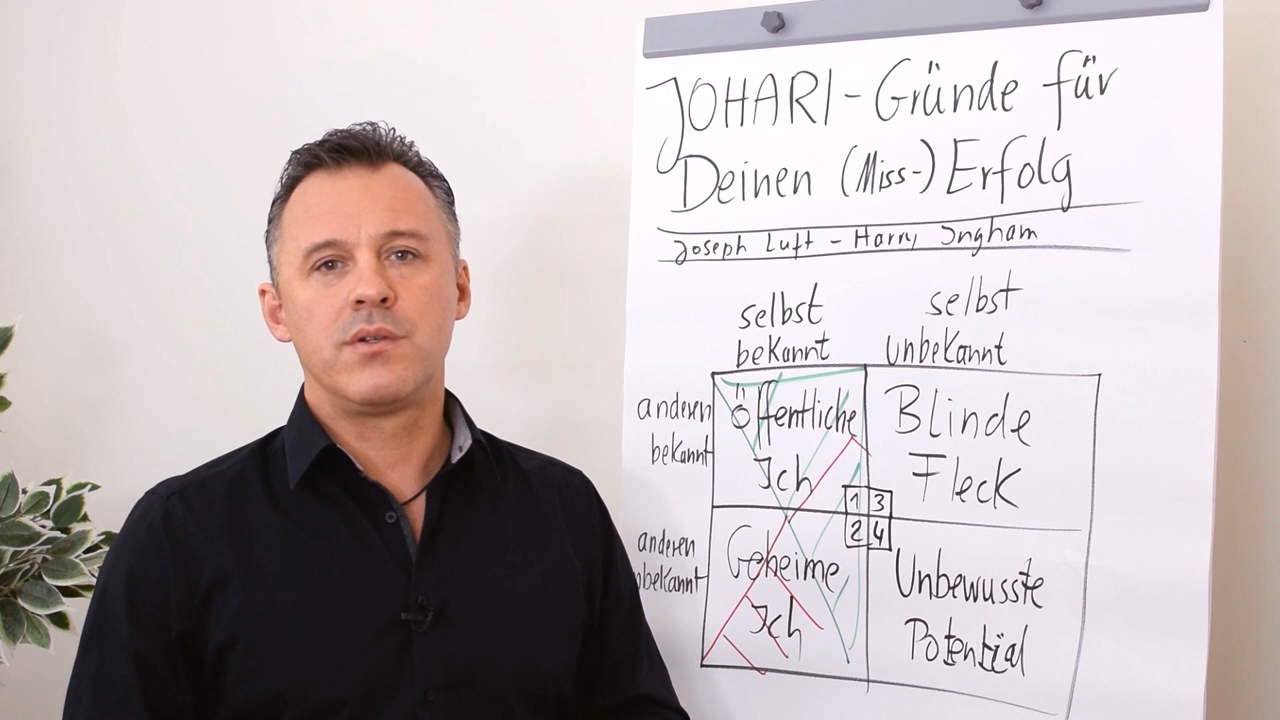 JOHARI - Gründe für
Deinen (Miss-) Erfolg
Joseph Luft - Harry Ingham
selbst
bekannt
selbst
unbekannt
anderen
bekannt
öffentliche
Ich
Blinde
Fleck
1 3
2 4
anderen
unbekannt
Geheime
Ich
Unbewusste
Potential